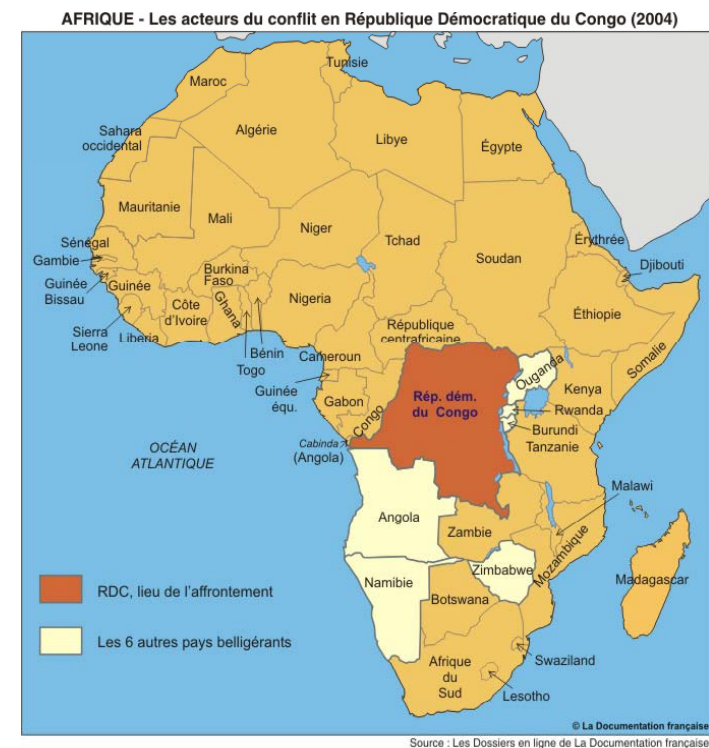 AFRIQUE - Les acteurs du conflit en République Démocratique du Congo (2004)
Tunisie
Maroc
Algérie
Libye
Égypte
Sahara
occidental
Mauritanie
Mali
Niger
Tchad
Soudan
Érythrée
Djibouti
Sénégal
Gambie
Guinée
Bissau
Guinée
Sierra
Leone
Liberia
Côte
d'Ivoire
Burkina
Faso
Ghana
Togo
Bénin
Nigeria
Cameroun
République
centrafricaine
Éthiopie
Somalie
Guinée
équ.
Gabon
Congo
Rép. dém.
du Congo
Ouganda
Kenya
Rwanda
Burundi
Tanzanie
Cabinda
(Angola)
OCÉAN
ATLANTIQUE
Angola
Zambie
Malawi
Mozambique
Zimbabwe
Namibie
Botswana
Madagascar
Swaziland
Lesotho
Afrique
du
Sud
RDC, lieu de l'affrontement
Les 6 autres pays belligérants
© La Documentation française
Source : Les Dossiers en ligne de La Documentation française